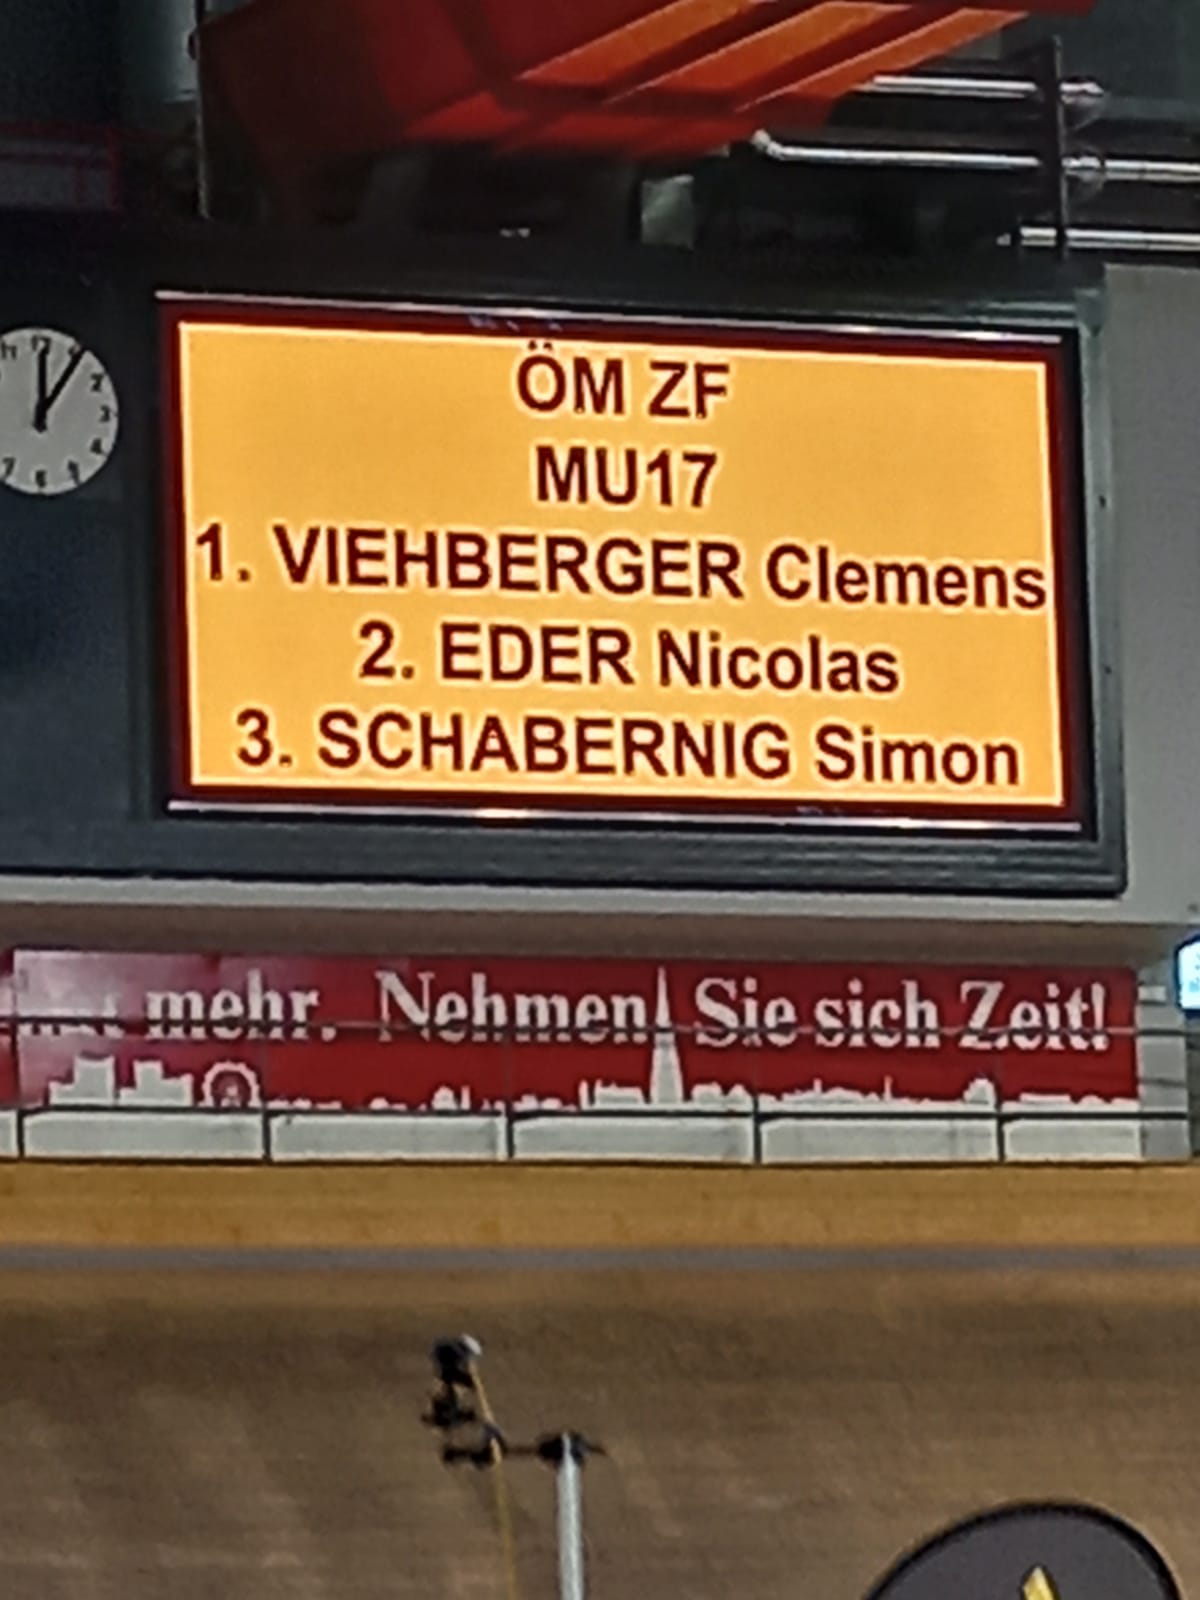 ÖM ZF
MU17
1. VIEHBERGER Clemens
2. EDER Nicolas
3. SCHABERNIG Simon
mehr. Nehmen Sie sich Zeit!